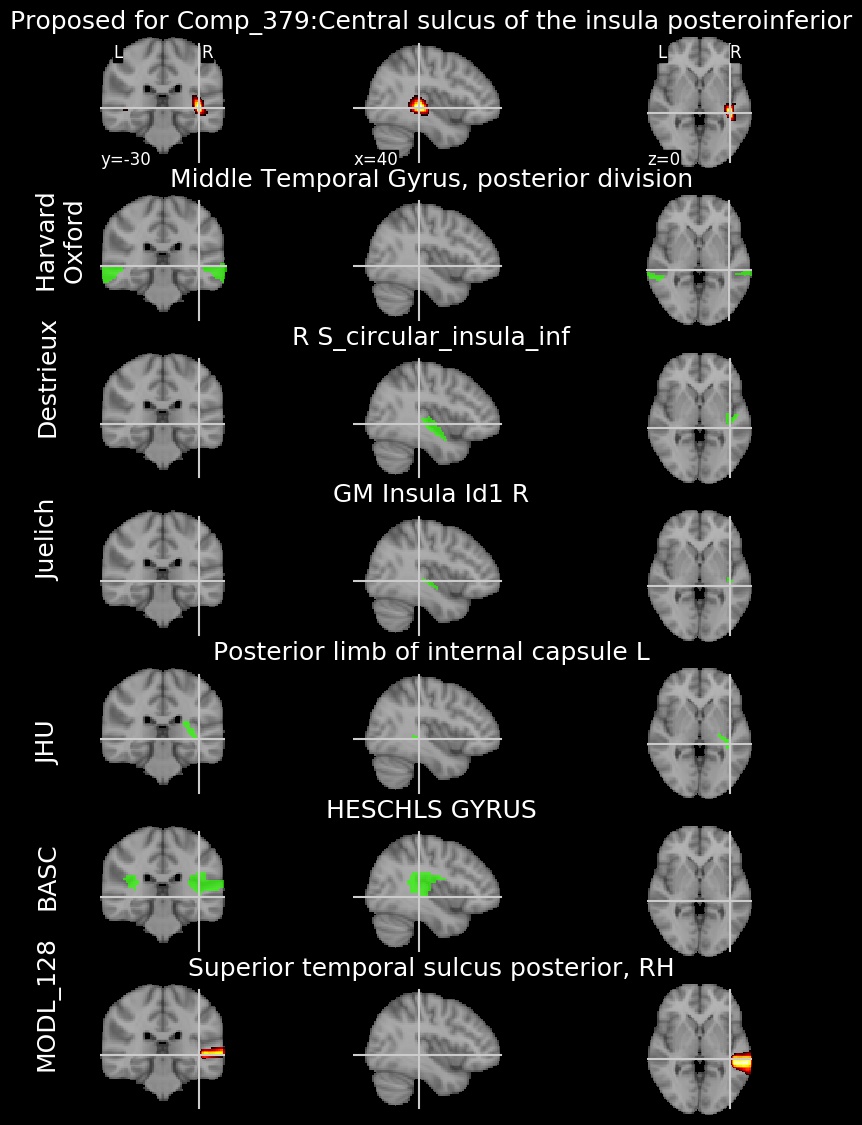 Proposed for Comp_379:Central sulcus of the insula posteroinferior
L R L R
y=-30 x=40 z=0
Middle Temporal Gyrus, posterior division
Harvard
Oxford
R S_circular_insula_inf
Destrieux
GM Insula Id1 R
Juelich
Posterior limb of internal capsule L
JHU
HESCHLS GYRUS
BASC
Superior temporal sulcus posterior, RH
MODL_128